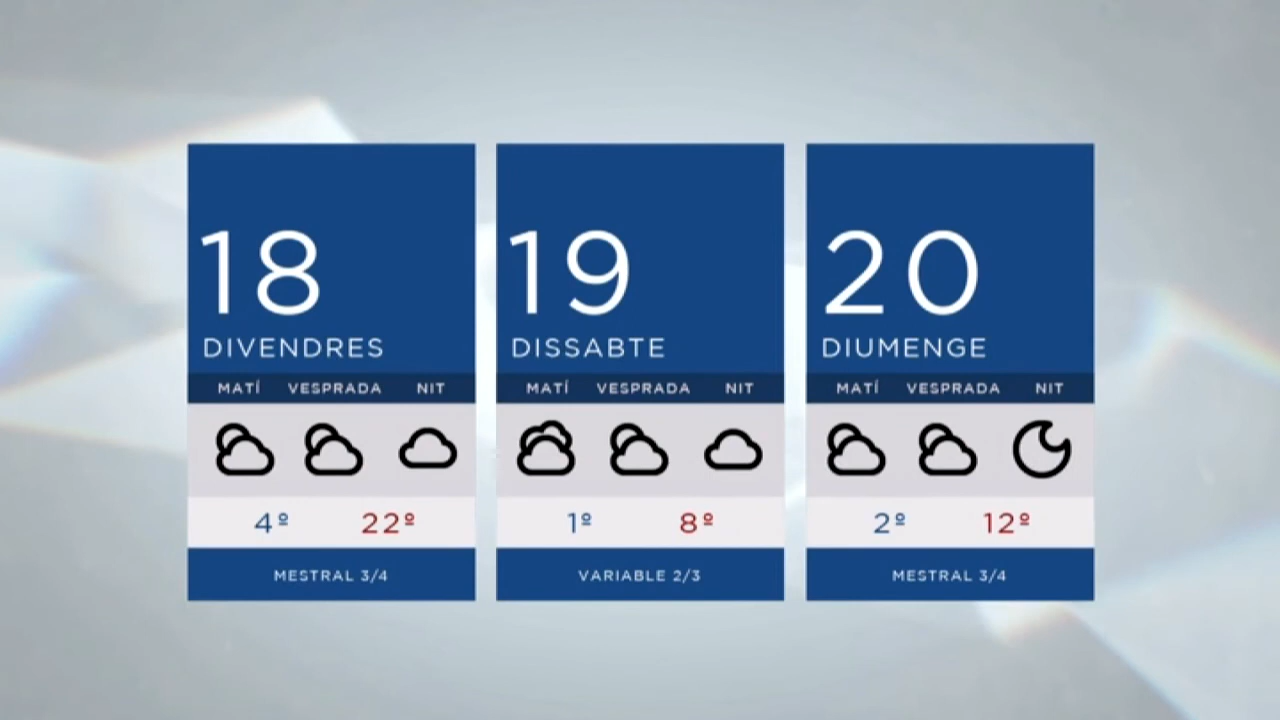 18
DIVENDRES
MATÍ VESPRADA NIT
4º 22º
MESTRAL 3/4
19
DISSABTE
MATÍ VESPRADA NIT
1º 8º
VARIABLE 2/3
20
DIUMENGE
MATÍ VESPRADA NIT
2º 12º
MESTRAL 3/4